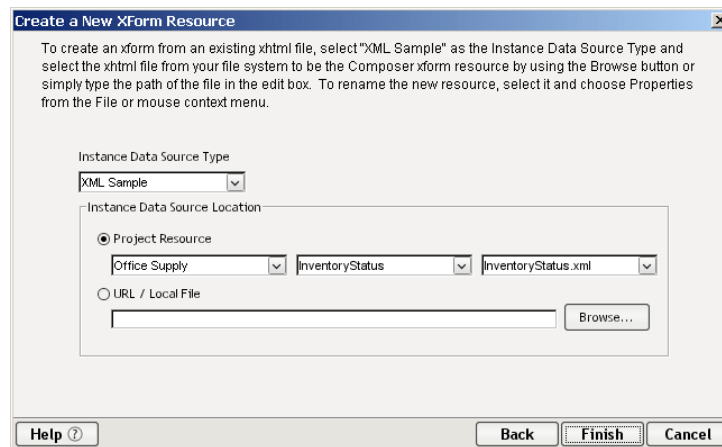 Create a New XForm Resource
To create an xform from an existing xhtml file, select "XML Sample" as the Instance Data Source Type and
select the xhtml file from your file system to be the Composer xform resource by using the Browse button or
simply type the path of the file in the edit box. To rename the new resource, select it and choose Properties
from the File or mouse context menu.
Instance Data Source Type
XML Sample
Instance Data Source Location
Project Resource
Office Supply InventoryStatus InventoryStatus.xml
URL / Local File
Browse...
Help ? Back Finish Cancel